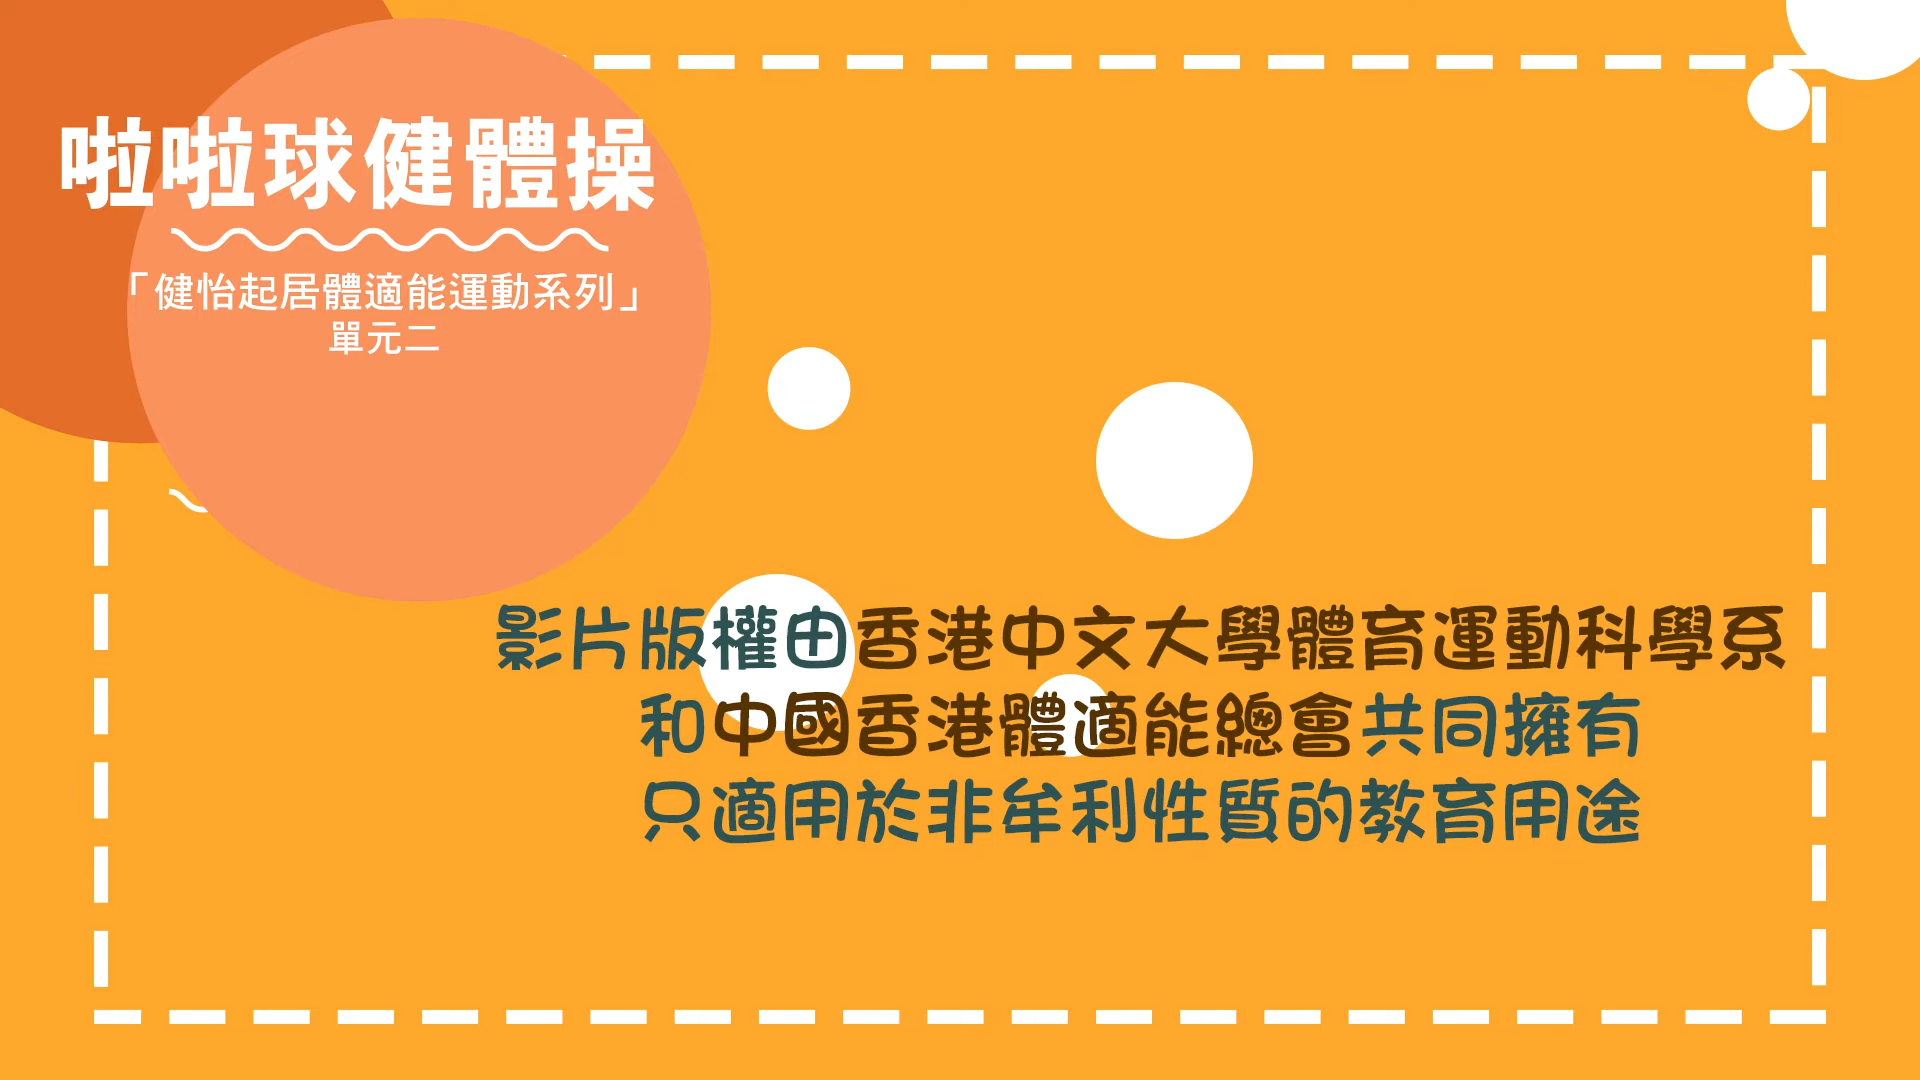 啦啦球健體操
「健怡起居體適能運動系列」
單元二
影片版權由香港中文大學體育運動科學系
和中國香港體適能總會共同擁有
只適用於非牟利性質的教育用途